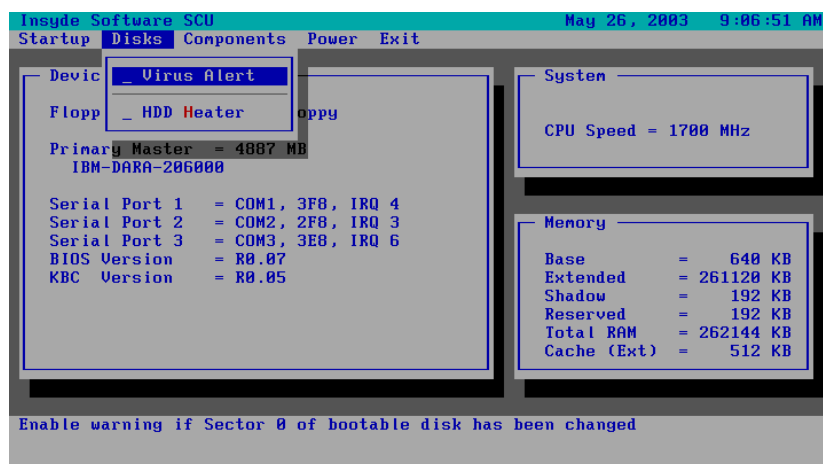 Insyde Software SCU May 26, 2003 9:06:51 AM
Startup Disks Components Power Exit
Devic
_ Virus Alert
Flopp
_ HDD Heater
oppy
Primary Master = 4887 MB
IBM-DARA-206000
Serial Port 1 = COM1, 3F8, IRQ 4
Serial Port 2 = COM2, 2F8, IRQ 3
Serial Port 3 = COM3, 3E8, IRQ 6
BIOS Version = R0.07
KBC Version = R0.05
System
CPU Speed = 1700 MHz
Memory
Base = 640 KB
Extended = 261120 KB
Shadow = 192 KB
Reserved = 192 KB
Total RAM = 262144 KB
Cache (Ext) = 512 KB
Enable warning if Sector 0 of bootable disk has been changed